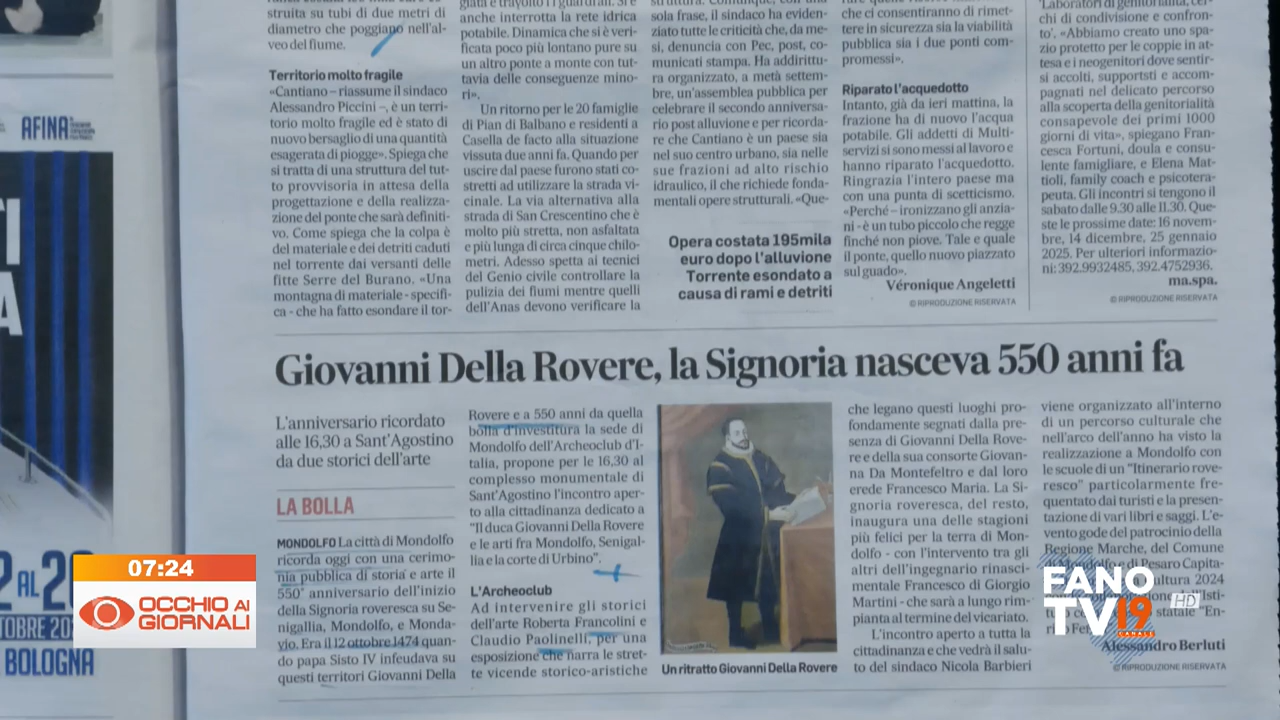 struita su tubi di due metri di
diametro che poggiano nell'al-
veo del fiume.
Territorio molto fragile
«Cantiano – riassume il sindaco
Alessandro Piccini –, è un terri-
torio molto fragile ed è stato di
nuovo bersaglio di una quantità
esagerata di piogge». Spiega che
si tratta di una struttura del tut-
to provvisoria in attesa della
progettazione e della realizza-
zione del ponte che sarà definiti-
vo. Come spiega che la colpa è
del materiale e dei detriti caduti
nel torrente dai versanti delle
fitte Serre del Burano. «Una
montagna di materiale - specifi-
ca - che ha fatto esondare il tor-
anche interrotta la rete idrica
potabile. Dinamica che si è veri-
ficata poco più lontano pure su
un altro ponte a monte con tut-
tavia delle conseguenze mino-
ri».
Un ritorno per le 20 famiglie
di Pian di Balbano e residenti a
Casella de facto alla situazione
vissuta due anni fa. Quando per
uscire dal paese furono stati co-
stretti ad utilizzare la strada vi-
cinale. La via alternativa alla
strada di San Crescentino che è
molto più stretta, non asfaltata
e più lunga di circa cinque chilo-
metri. Adesso spetta ai tecnici
del Genio civile controllare la
pulizia dei fiumi mentre quelli
dell'Anas devono verificare la
sola frase, il sindaco ha eviden-
ziato tutte le criticità che, da me-
si, denuncia con Pec, post, co-
municati stampa. Ha addirittu-
ra organizzato, a metà settem-
bre, un'assemblea pubblica per
celebrare il secondo anniversa-
rio post alluvione e per ricorda-
re che Cantiano è un paese sia
nel suo centro urbano, sia nelle
sue frazioni ad alto rischio
idraulico, il che richiede fonda-
mentali opere strutturali. «Que-
Opera costata 195mila
euro dopo l'alluvione
Torrente esondato a
causa di rami e detriti
che ci consentiranno di rimet-
tere in sicurezza sia la viabilità
pubblica sia i due ponti com-
promessi».
Riparato l'acquedotto
Intanto, già da ieri mattina, la
frazione ha di nuovo l'acqua
potabile. Gli addetti di Multi-
servizi si sono messi al lavoro e
hanno riparato l'acquedotto.
Ringrazia l'intero paese ma
con una punta di scetticismo.
«Perché – ironizzano gli anzia-
ni - è un tubo piccolo che regge
finché non piove. Tale e quale
il ponte, quello nuovo piazzato
sul guado».
Véronique Angeletti
© RIPRODUZIONE RISERVATA
chi di condivisione e confron-
to'. «Abbiamo creato uno spa-
zio protetto per le coppie in at-
tesa e i neogenitori dove sentir-
si accolti, supportsti e accom-
pagnati nel delicato percorso
alla scoperta della genitorialità
consapevole dei primi 1000
giorni di vita», spiegano Fran-
cesca Fortuni, doula e consu-
lente famigliare, e Elena Mat-
tioli, family coach e psicotera-
peuta. Gli incontri si tengono il
sabato dalle 9.30 alle 11.30. Que-
ste le prossime date: 16 novem-
bre, 14 dicembre, 25 gennaio
2025. Per ulteriori informazio-
ni: 392.9932485, 392.4752936.
ma.spa.
© RIPRODUZIONE RISERVATA
AFINA
TI
A
2 AL 2
TOBRE 20
BOLOGNA
Giovanni Della Rovere, la Signoria nasceva 550 anni fa
L'anniversario ricordato
alle 16,30 a Sant'Agostino
da due storici dell'arte
LA BOLLA
MONDOLFO La città di Mondolfo
ricorda oggi con una cerimo-
nia pubblica di storia e arte il
550° anniversario dell'inizio
della Signoria roveresca su Se-
nigallia, Mondolfo, e Monda-
vio. Era il 12 ottobre 1474 quan-
do papa Sisto IV infeudava su
questi territori Giovanni Della
Rovere e a 550 anni da quella
bolla d'investitura la sede di
Mondolfo dell'Archeoclub d'I-
talia, propone per le 16,30 al
complesso monumentale di
Sant'Agostino l'incontro aper-
to alla cittadinanza dedicato a
"Il duca Giovanni Della Rovere
e le arti fra Mondolfo, Senigal-
lia e la corte di Urbino".
L'Archeoclub
Ad intervenire gli storici
dell'arte Roberta Francolini e
Claudio Paolinelli, per una
esposizione che narra le stret-
te vicende storico-aristiche
Un ritratto Giovanni Della Rovere
che legano questi luoghi pro-
fondamente segnati dalla pre-
senza di Giovanni Della Rove-
re e della sua consorte Giovan-
na Da Montefeltro e dal loro
erede Francesco Maria. La Si-
gnoria roveresca, del resto,
inaugura una delle stagioni
più felici per la terra di Mon-
dolfo - con l'intervento tra gli
altri dell'ingegnario rinasci-
mentale Francesco di Giorgio
Martini - che sarà a lungo rim-
pianta al termine del vicariato.
L'incontro aperto a tutta la
cittadinanza e che vedrà il salu-
to del sindaco Nicola Barbieri
viene organizzato all'interno
di un percorso culturale che
nell'arco dell'anno ha visto la
realizzazione a Mondolfo con
le scuole di un "Itinerario rove-
resco" particolarmente fre-
quentato dai turisti e la presen-
tazione di vari libri e saggi. L'e-
vento gode del patrocinio della
Regione Marche, del Comune
Pesaro Capita-
ultura 2024
Alessandro Berluti
© RIPRODUZIONE RISERVATA
07:24
OCCHIO AI
GIORNALI
FANO
TV19
CANALE
HD